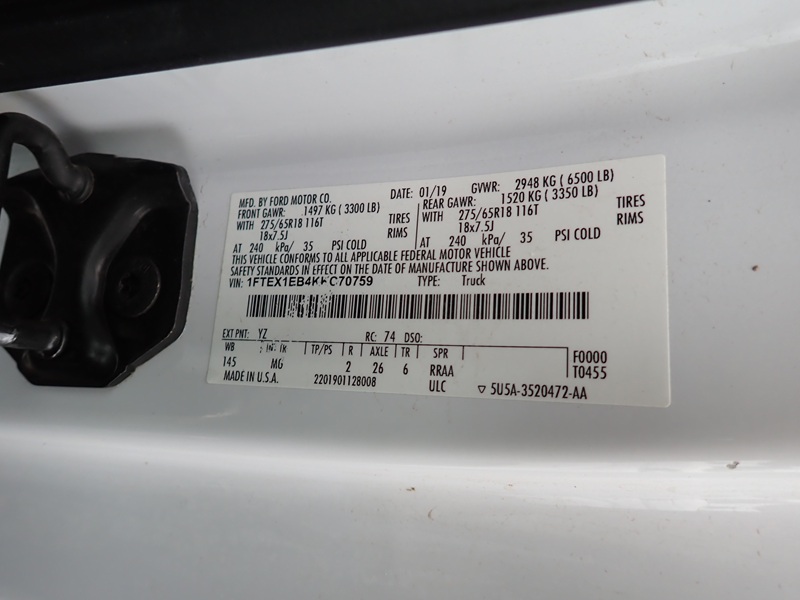 MFD. BY FORD MOTOR CO.
DATE: 01/19 GVWR: 2948 KG ( 6500 LB)
FRONT GAWR: 1497 KG ( 3300 LB) REAR GAWR: 1520 KG ( 3350 LB)
WITH 275/65R18 116T TIRES WITH 275/65R18 116T TIRES
18x7.5J RIMS 18x7.5J RIMS
AT 240 kPa/ 35 PSI COLD AT 240 kPa/ 35 PSI COLD
THIS VEHICLE CONFORMS TO ALL APPLICABLE FEDERAL MOTOR VEHICLE
SAFETY STANDARDS IN EFFECT ON THE DATE OF MANUFACTURE SHOWN ABOVE.
VIN: TYPE: Truck
EXT PNT: YZ RC: 74 DSO:
WB TP/PS R AXLE TR SPR F0000
145 MG 2 26 6 RRAA T0455
MADE IN U.S.A. 2201901128008 ULC ▽ 5U5A-3520472-AA